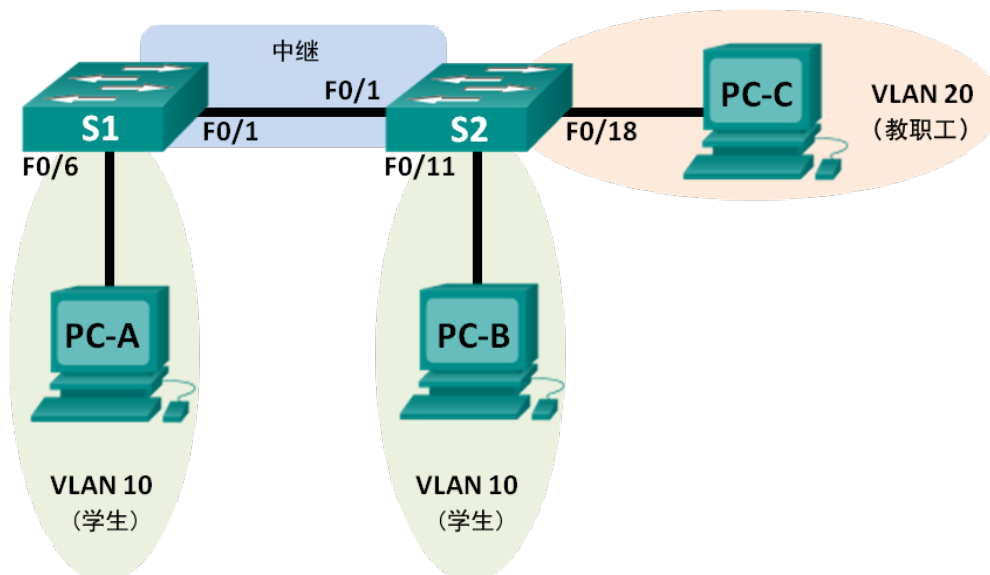 中继
F0/1
S1
F0/1
S2
F0/18
PC-C
VLAN 20
（教职工）
F0/6
F0/11
PC-A
PC-B
VLAN 10
（学生）
VLAN 10
（学生）